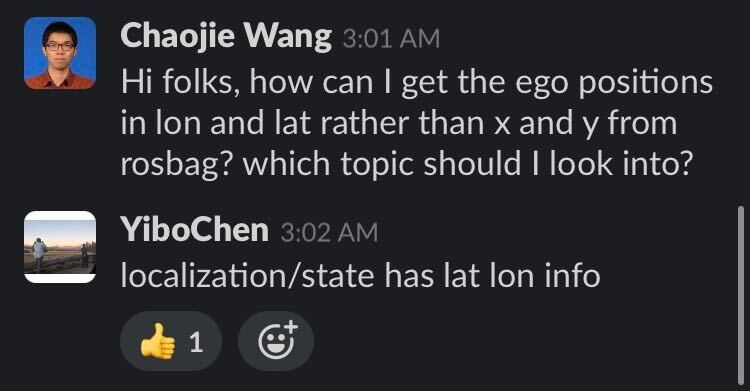 Chaojie Wang 3:01 AM
Hi folks, how can I get the ego positions
in lon and lat rather than x and y from
rosbag? which topic should I look into?
YiboChen 3:02 AM
localization/state has lat lon info
👍 1